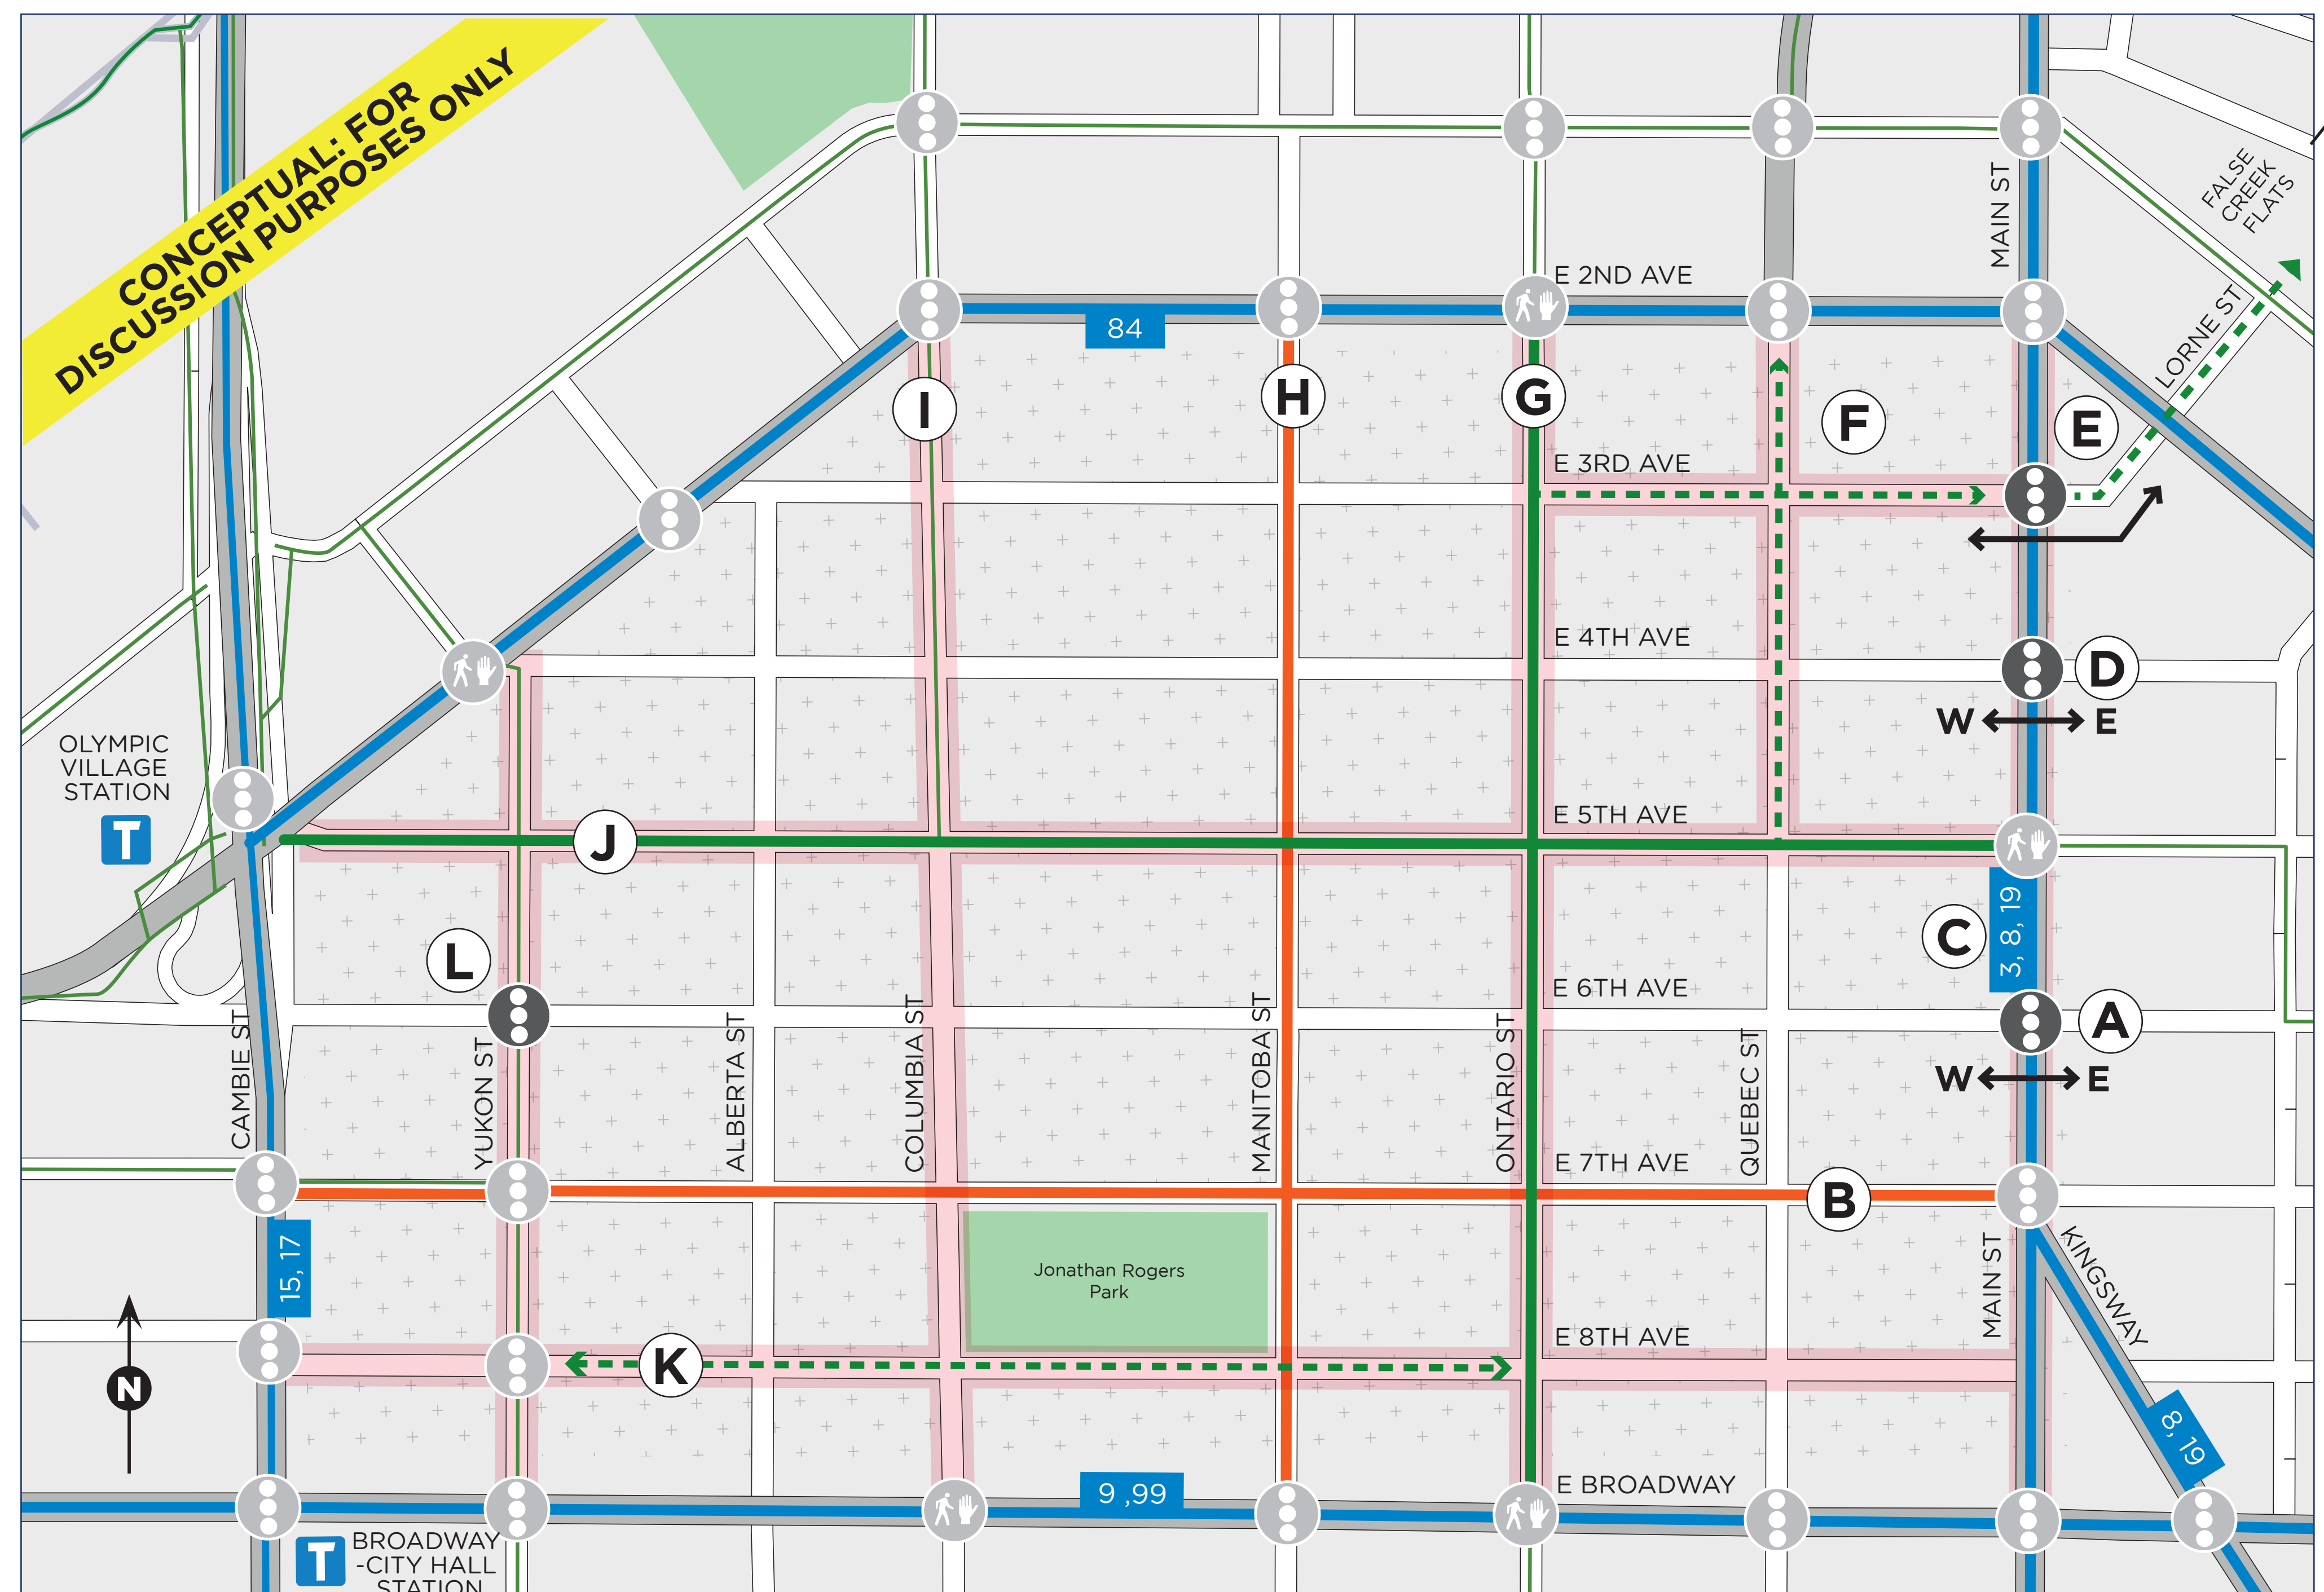 CONCEPTUAL: FOR
DISCUSSION PURPOSES ONLY
MAIN ST
FALSE
CREEK
FLATS
E 2ND AVE
84
LORNE ST
I
H
G
F
E
E 3RD AVE
E 4TH AVE
D
W
E
OLYMPIC
VILLAGE
STATION
T
E 5TH AVE
J
C
3, 8, 19
L
E 6TH AVE
A
W
E
CAMBIE ST
YUKON ST
ALBERTA ST
COLUMBIA ST
MANITOBA ST
ONTARIO ST
QUEBEC ST
E 7TH AVE
B
15, 17
Jonathan Rogers
Park
MAIN ST
KINGSWAY
E 8TH AVE
K
N
8, 19
9 ,99
E BROADWAY
T
BROADWAY
-CITY HALL
STATION